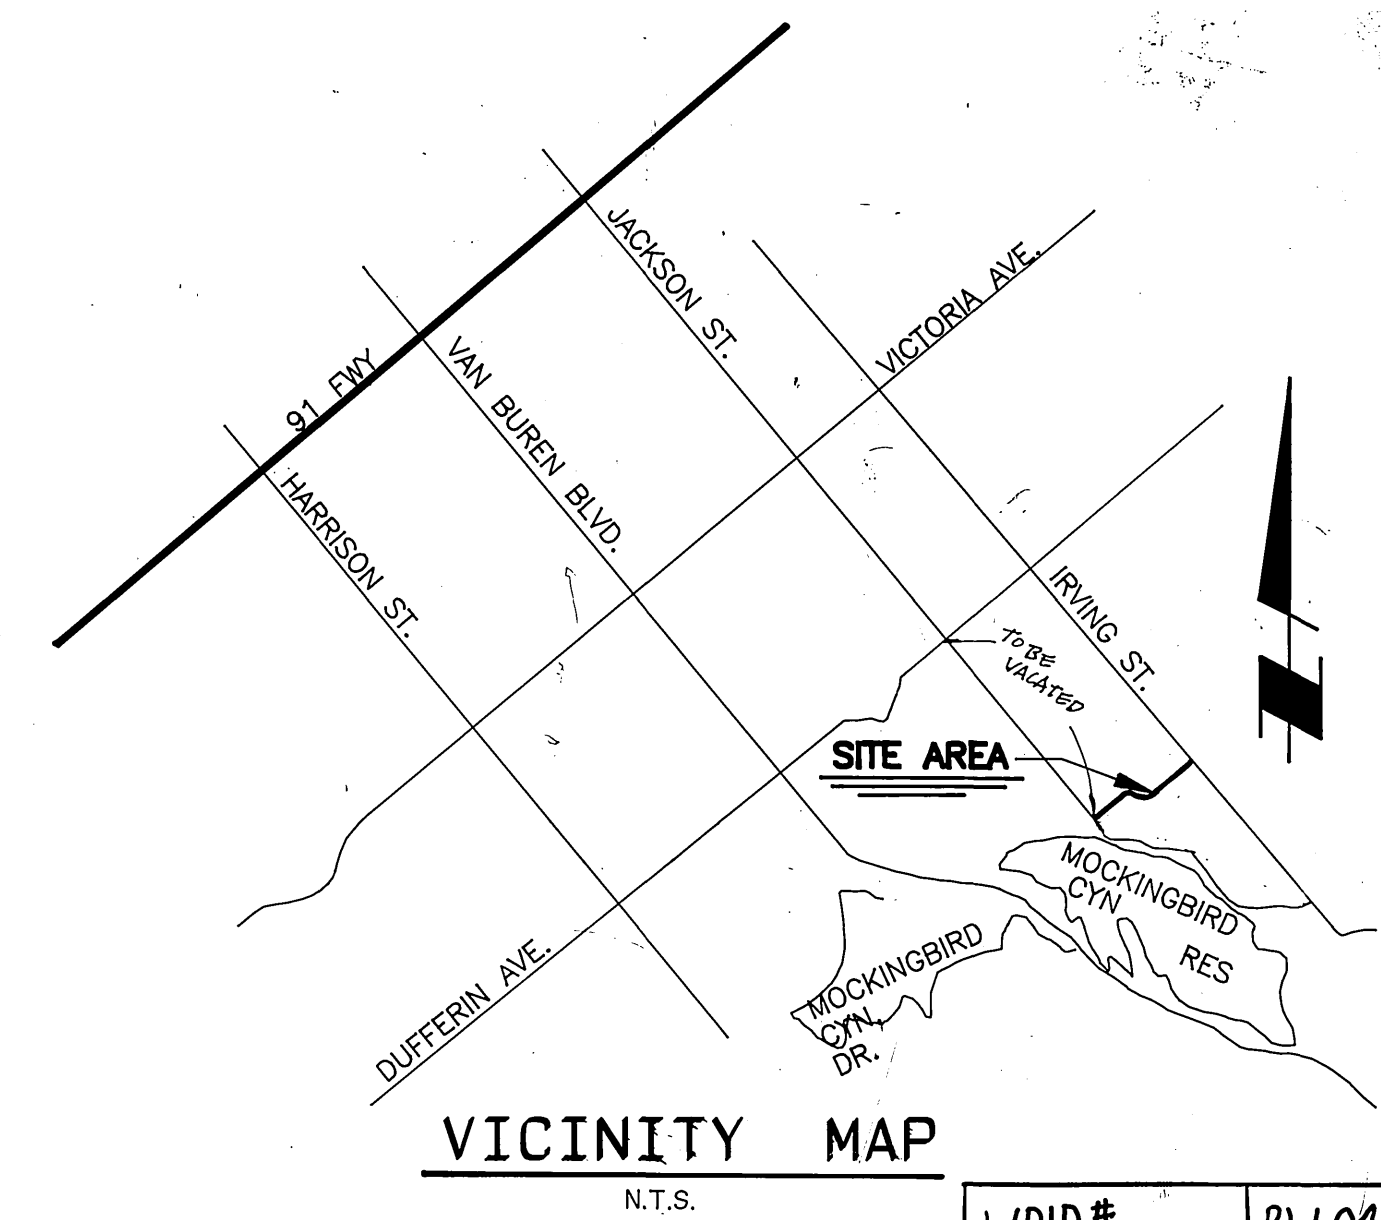 JACKSON ST.
VICTORIA AVE.
91 FWY
VAN BUREN BLVD.
HARRISON ST.
IRVING ST.
TO BE
VACATED
SITE AREA
N
MOCKINGBIRD
CYN
RES
MOCKINGBIRD
CYN.
DR.
DUFFERIN AVE.
VICINITY MAP
N.T.S.